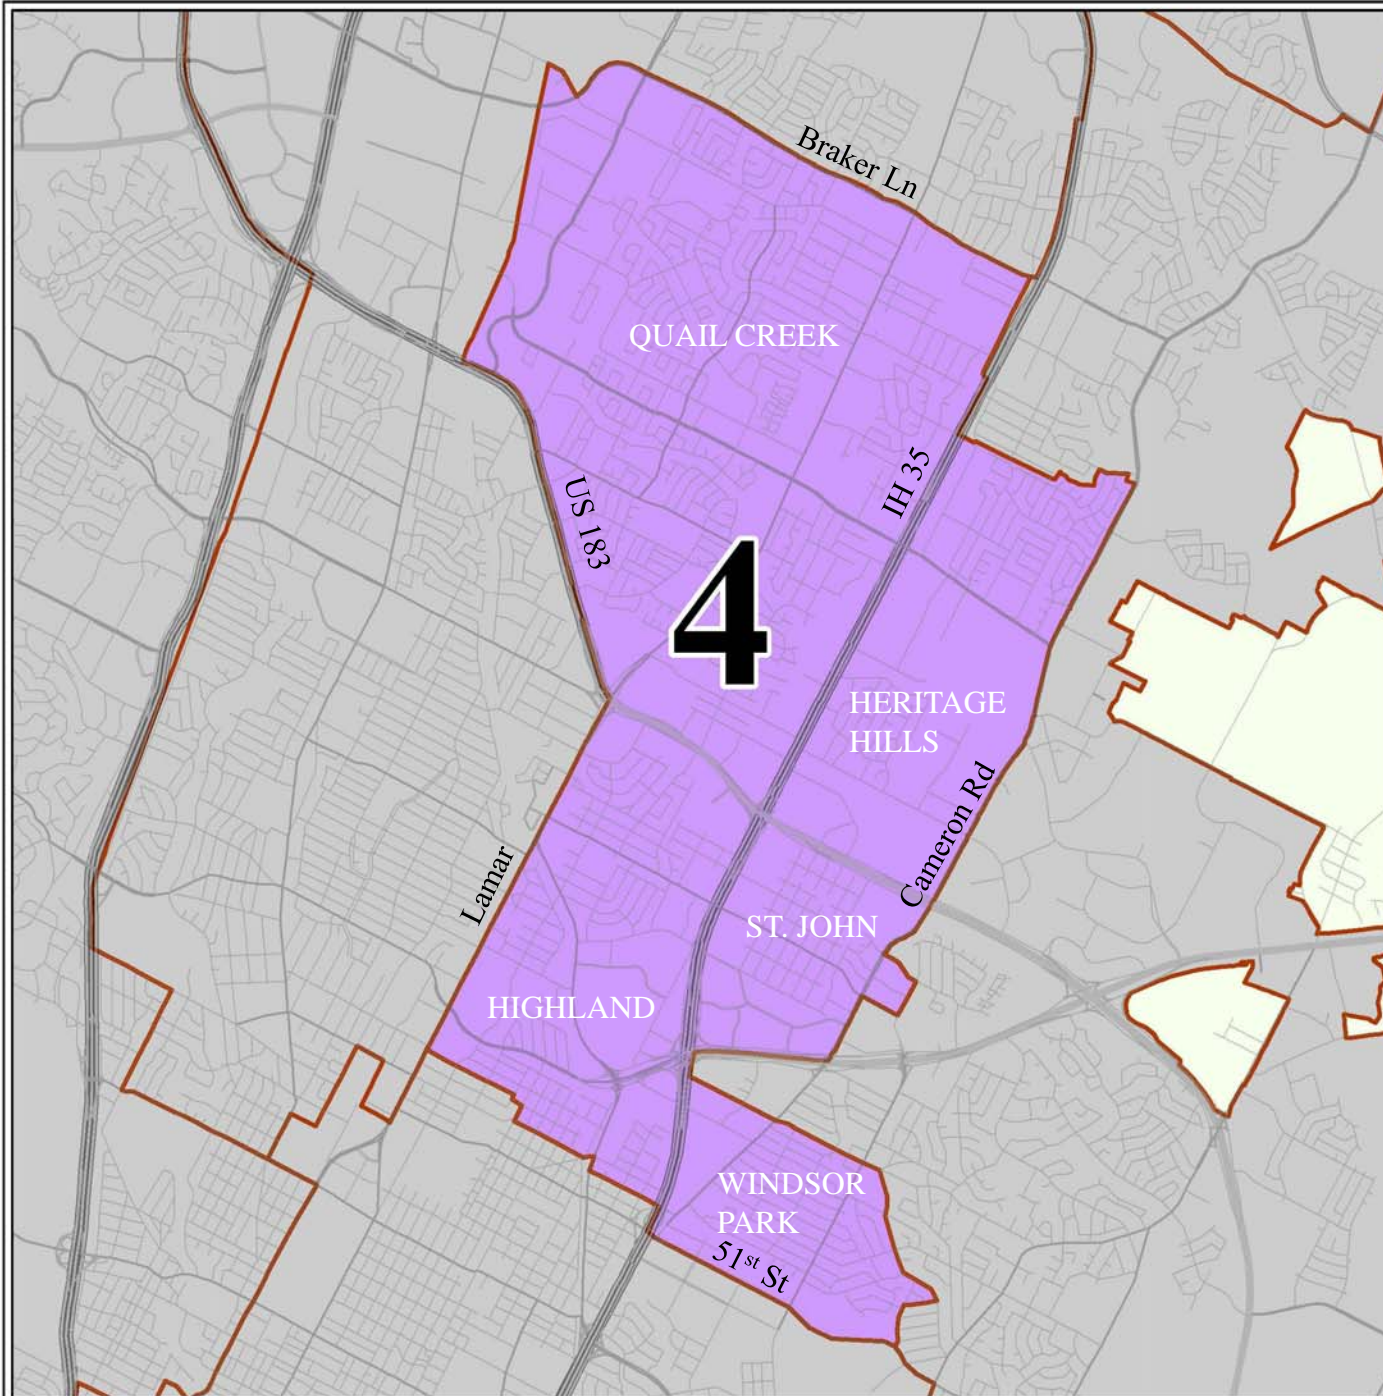 Braker Ln
QUAIL CREEK
IH 35
US 183
4
HERITAGE
HILLS
Cameron Rd
Lamar
ST. JOHN
HIGHLAND
WINDSOR
PARK
51st St